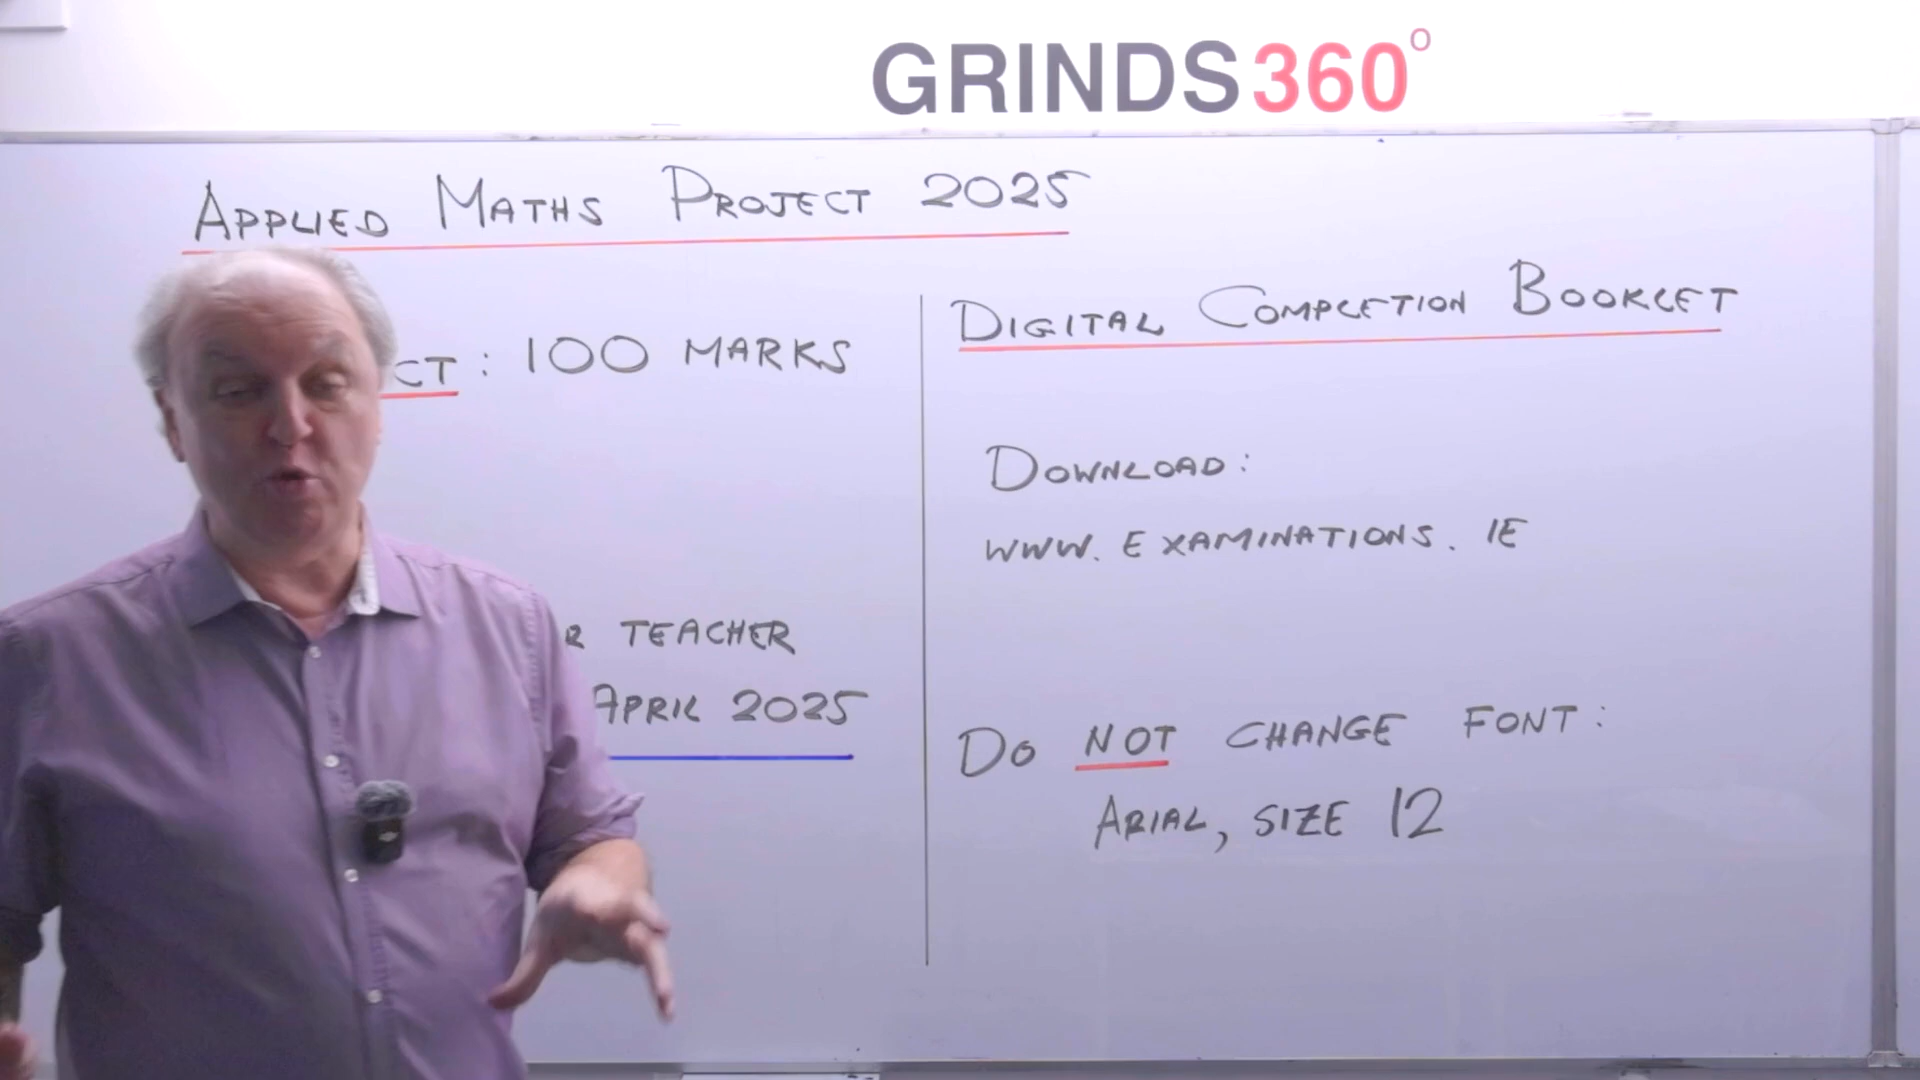 GRINDS360°
APPLIED MATHS PROJECT 2025
CT: 100 MARKS
R TEACHER
APRIL 2025
DIGITAL COMPLETION BOOKLET
DOWNLOAD:
WWW.EXAMINATIONS.IE
DO NOT CHANGE FONT:
ARIAL, SIZE 12